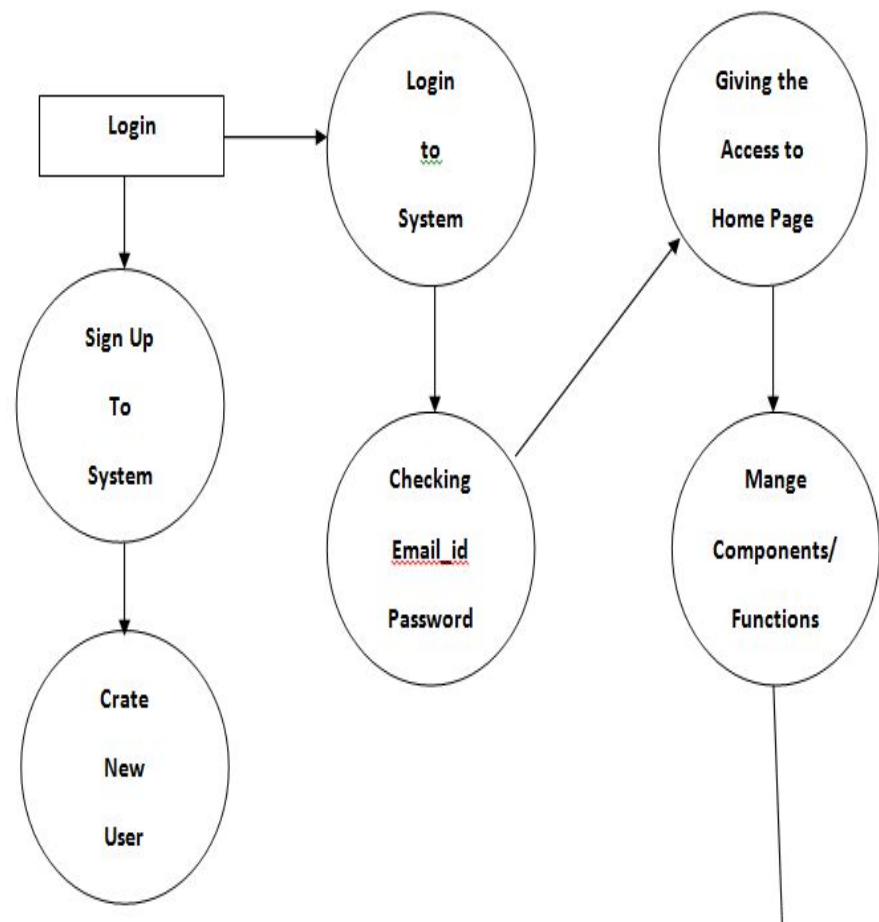 Login
Login
to
System
Giving the
Access to
Home Page
Sign Up
To
System
Checking
Email_id
Password
Mange
Components/
Functions
Crate
New
User